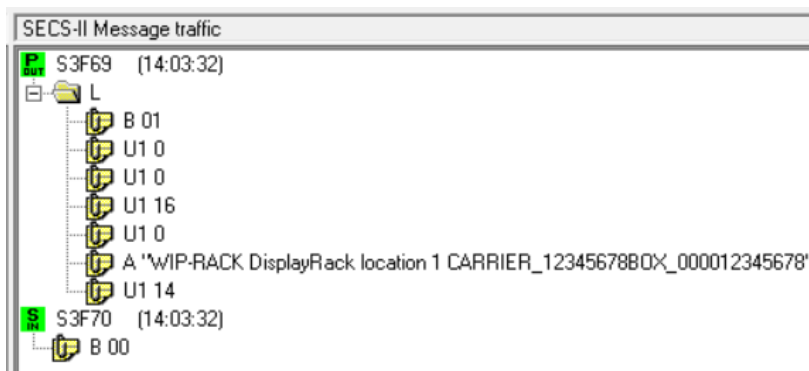 SECS-II Message traffic
P OUT S3F69 (14:03:32)
L
B 01
U1 0
U1 0
U1 16
U1 0
A "WIP-RACK DisplayRack location 1 CARRIER_12345678BOX_000012345678"
U1 14
S IN S3F70 (14:03:32)
B 00